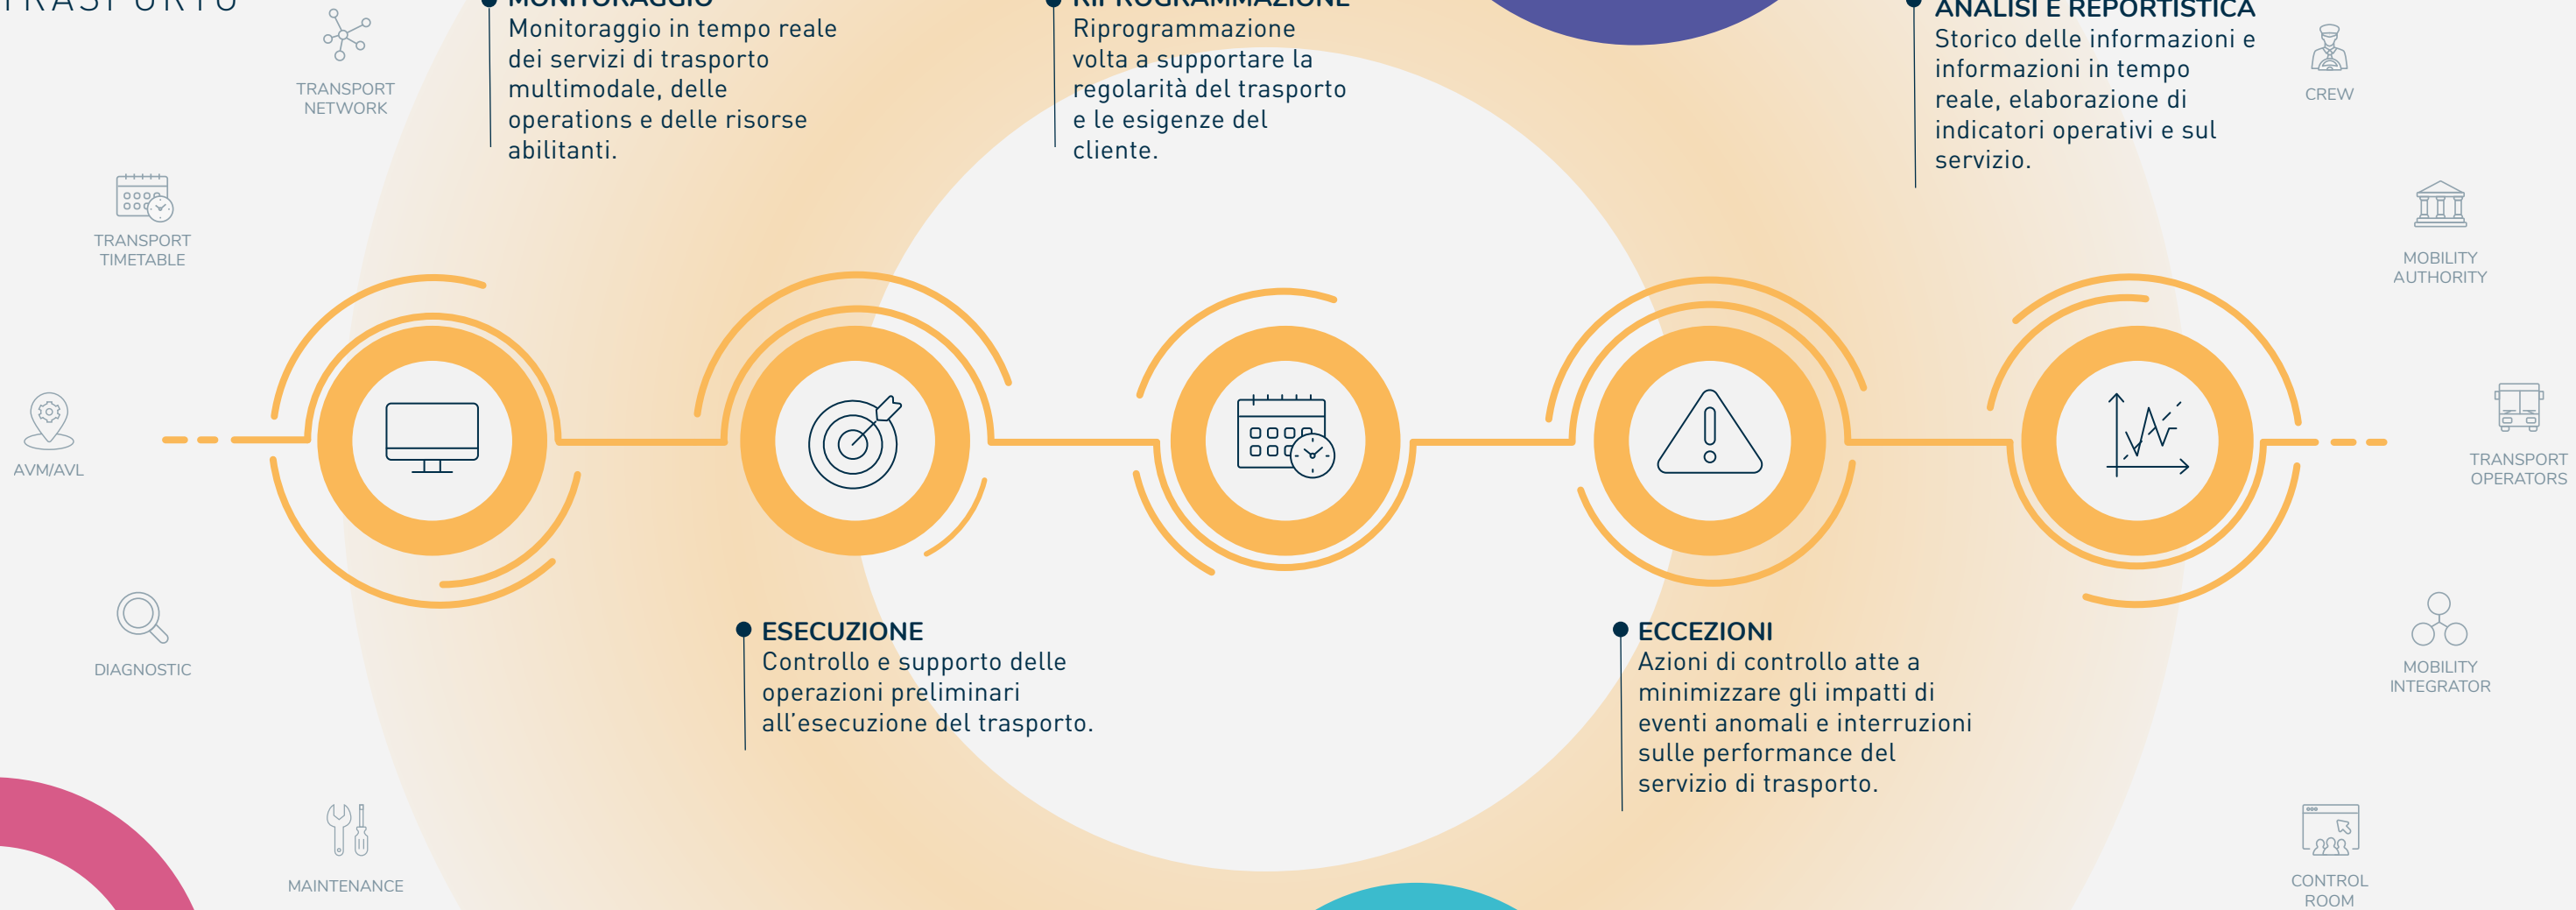 TRASPORTO
MONITORAGGIO
Monitoraggio in tempo reale
dei servizi di trasporto
multimodale, delle
operations e delle risorse
abilitanti.
RIPROGRAMMAZIONE
Riprogrammazione
volta a supportare la
regolarità del trasporto
e le esigenze del
cliente.
ANALISI E REPORTISTICA
Storico delle informazioni e
informazioni in tempo
reale, elaborazione di
indicatori operativi e sul
servizio.
TRANSPORT
NETWORK
TRANSPORT
TIMETABLE
AVM/AVL
DIAGNOSTIC
MAINTENANCE
ESECUZIONE
Controllo e supporto delle
operazioni preliminari
all’esecuzione del trasporto.
ECCEZIONI
Azioni di controllo atte a
minimizzare gli impatti di
eventi anomali e interruzioni
sulle performance del
servizio di trasporto.
CREW
MOBILITY
AUTHORITY
TRANSPORT
OPERATORS
MOBILITY
INTEGRATOR
CONTROL
ROOM